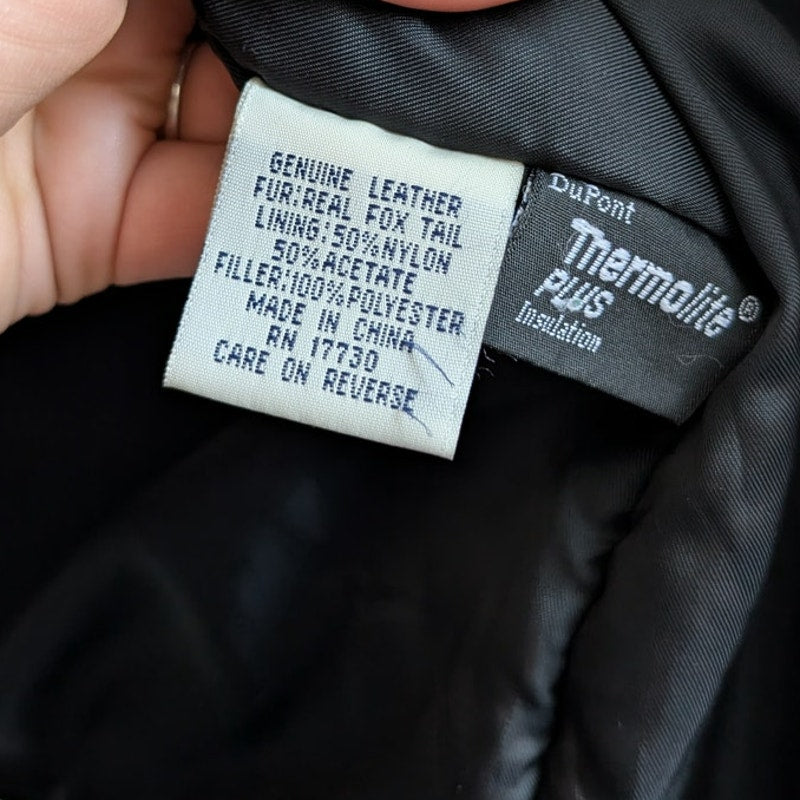 GENUINE LEATHER
FUR:REAL FOX TAIL
LINING:50%NYLON
50%ACETATE
FILLER:100%POLYESTER
MADE IN CHINA
RN 17730
CARE ON REVERSE
DuPont
Thermolite®
PLUS
Insulation